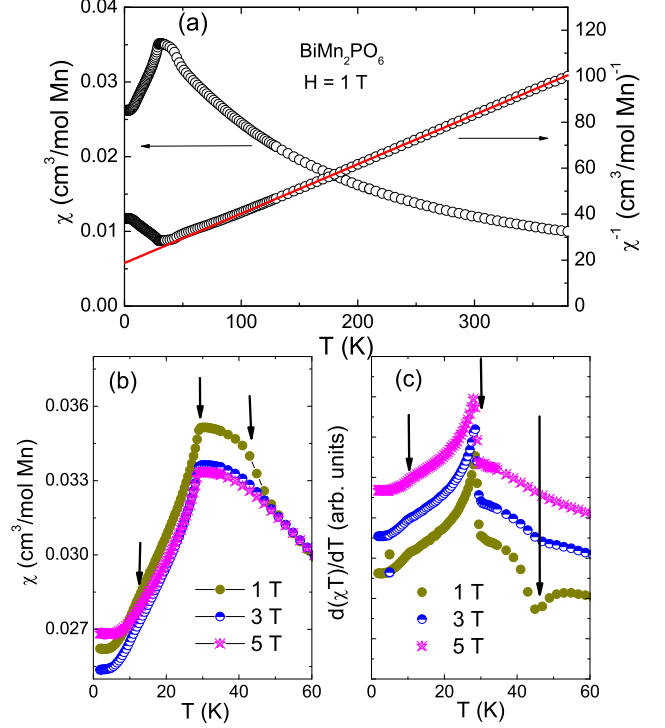 (a)
BiMn₂PO₆
H = 1 T
χ (cm³/mol Mn)
0.04
0.03
0.02
0.01
0.00
χ⁻¹ (cm³/mol Mn)⁻¹
120
100
80
60
40
20
0
0 100 200 300
T (K)
(b)
χ (cm³/mol Mn)
0.036
0.033
0.030
0.027
1 T
3 T
5 T
0 20 40 60
T (K)
(c)
d(χT)/dT (arb. units)
1 T
3 T
5 T
0 20 40 60
T (K)